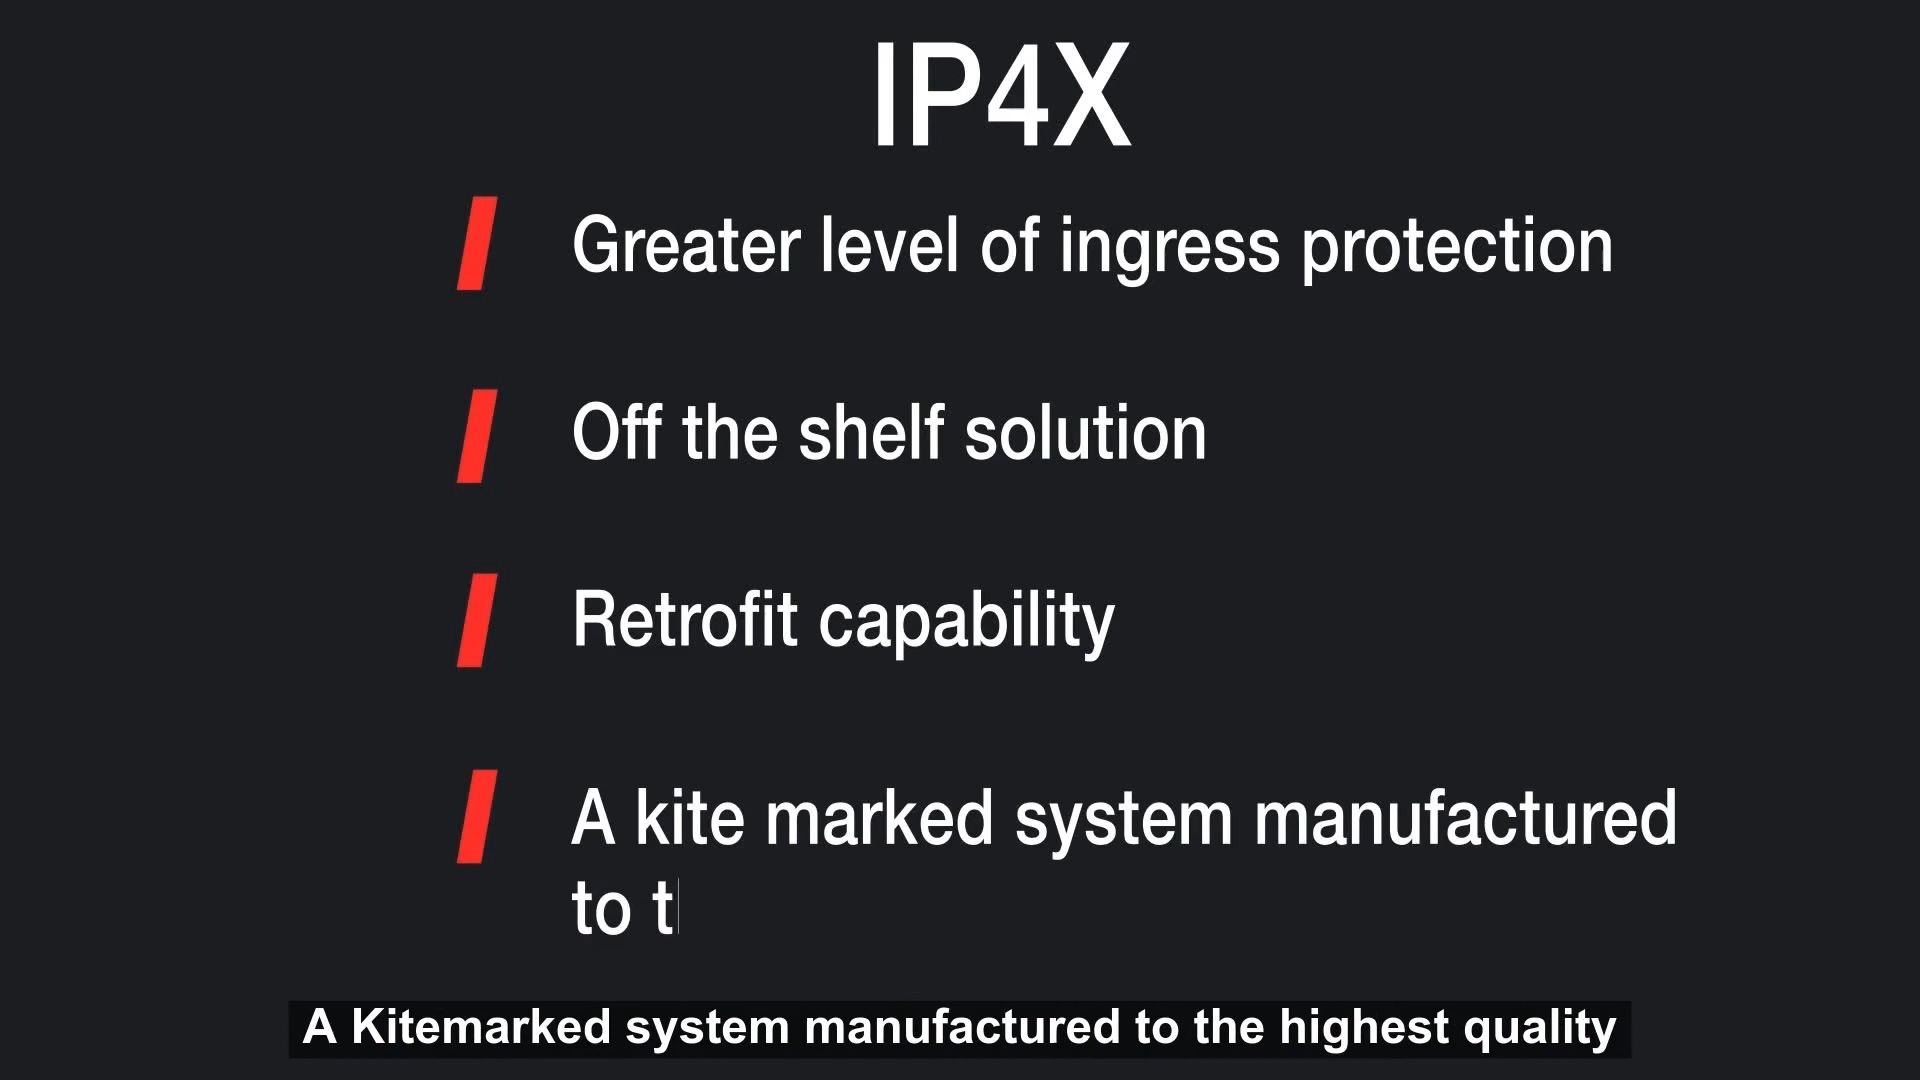 IP4X
Greater level of ingress protection
Off the shelf solution
Retrofit capability
A kite marked system manufactured
to t
A Kitemarked system manufactured to the highest quality